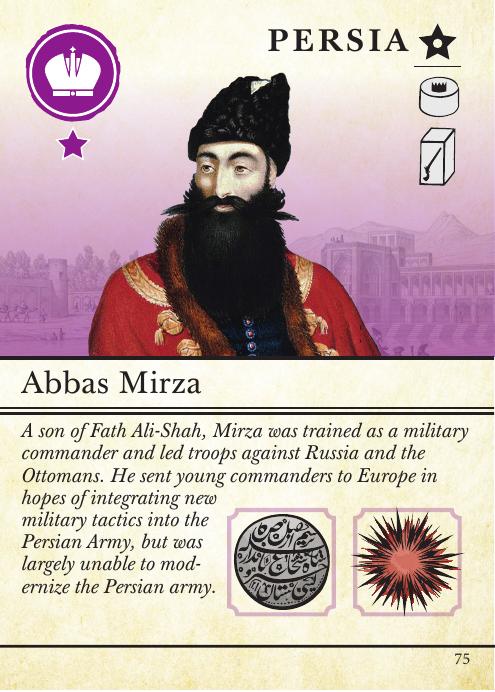 PERSIA
Abbas Mirza
A son of Fath Ali-Shah, Mirza was trained as a military
commander and led troops against Russia and the
Ottomans. He sent young commanders to Europe in
hopes of integrating new
military tactics into the
Persian Army, but was
largely unable to mod-
ernize the Persian army.
75